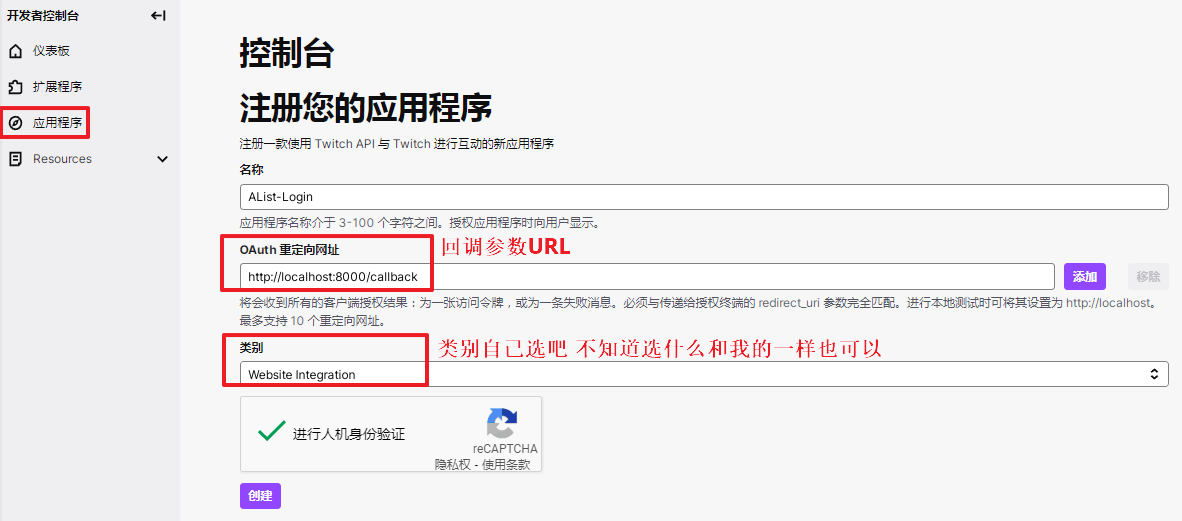 开发者控制台
仪表板
扩展程序
应用程序
Resources
控制台
注册您的应用程序
注册一款使用 Twitch API 与 Twitch 进行互动的新应用程序
名称
AList-Login
应用程序名称介于 3-100 个字符之间。授权应用程序时向用户显示。
OAuth 重定向网址
回调参数URL
http://localhost:8000/callback
添加
移除
将会收到所有的客户端授权结果：为一张访问令牌，或为一条失败消息。必须与传递给授权终端的 redirect_uri 参数完全匹配。进行本地测试时可将其设置为 http://localhost。
最多支持 10 个重定向网址。
类别
类别自己选吧 不知道选什么和我的一样也可以
Website Integration
进行人机身份验证
reCAPTCHA
隐私权 - 使用条款
创建